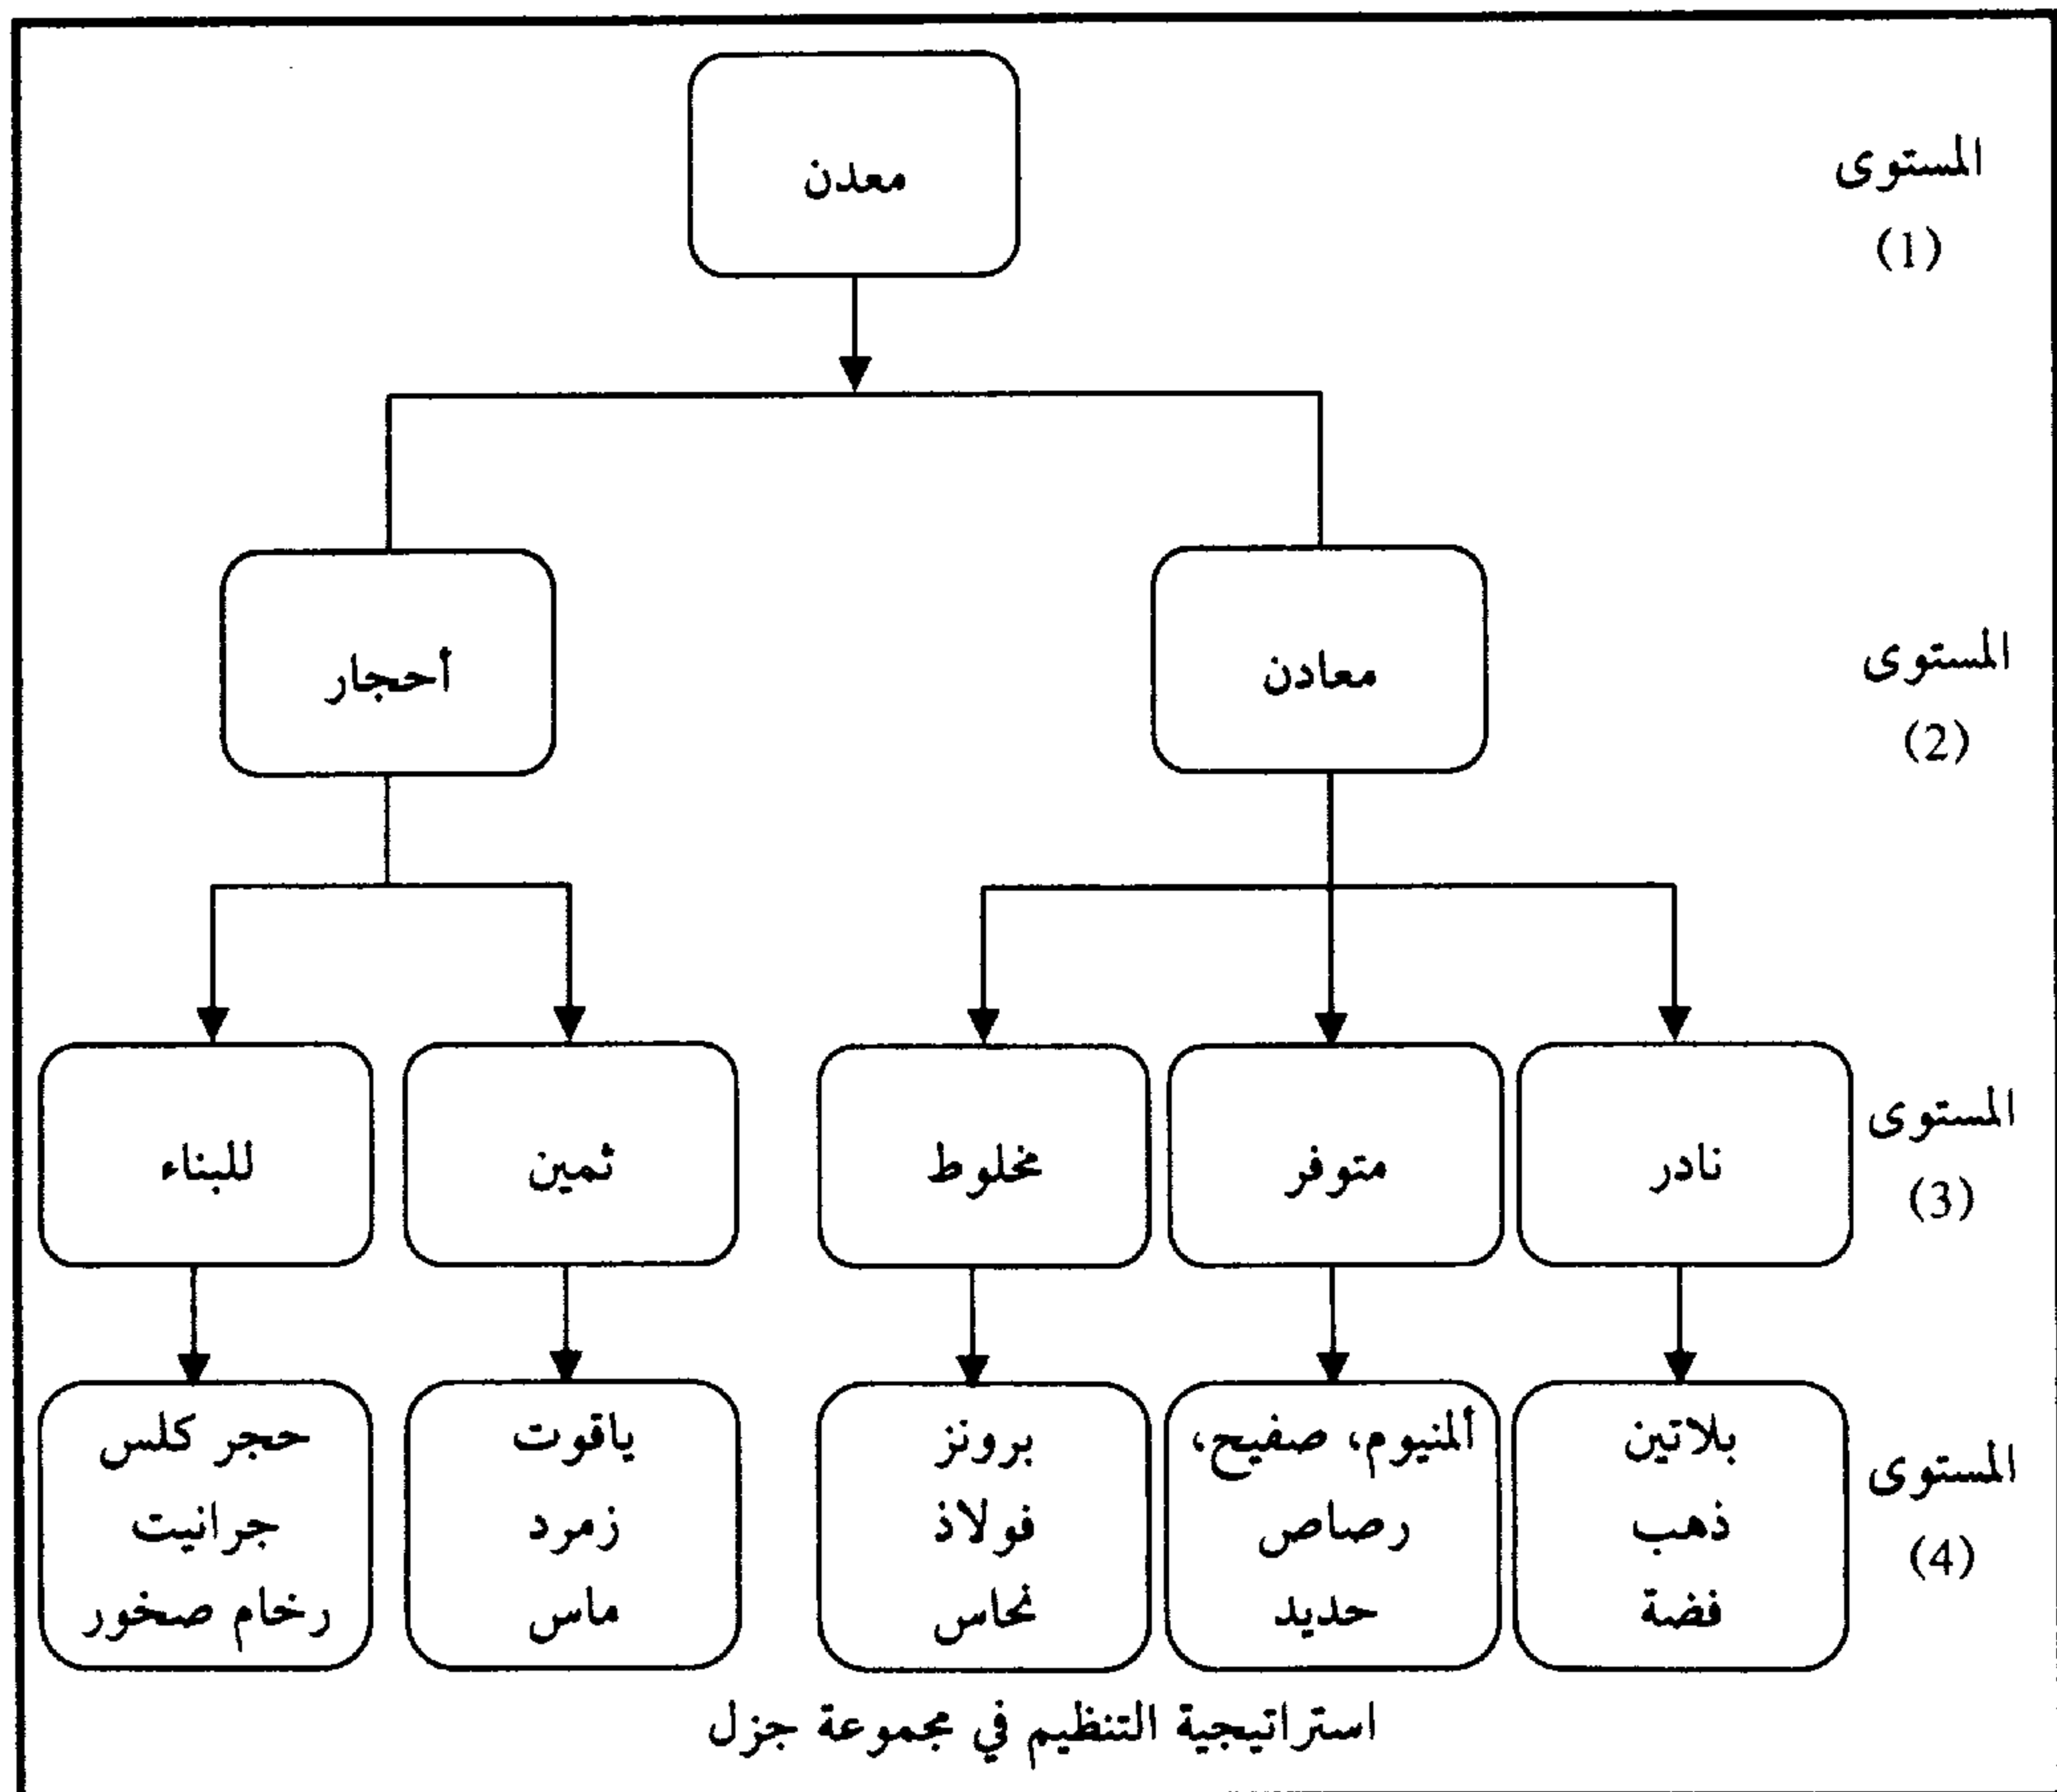 معدن
المستوى
(1)
معادن
أحجار
المستوى
(2)
نادر
متوفر
مخلوط
ثمين
للبناء
المستوى
(3)
بلاتين
ذهب
فضة
ألمنيوم، صفيح،
رصاص
حديد
برونز
فولاذ
نحاس
ياقوت
زمرد
ماس
حجر كلس
جرانيت
رخام صخور
المستوى
(4)
استراتيجية التنظيم في مجموعة جزل